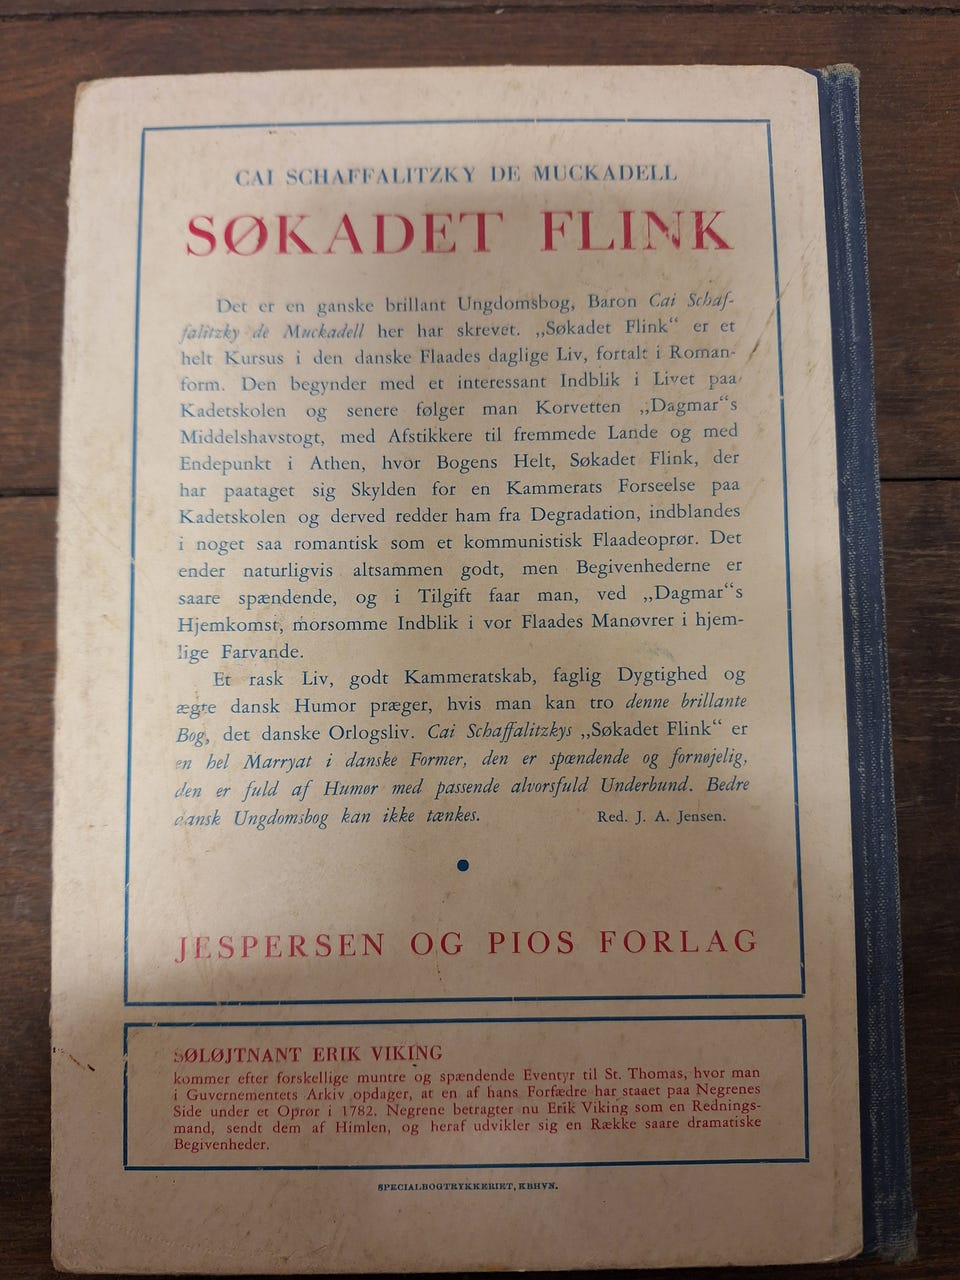 CAI SCHAFFALITZKY DE MUCKADELL
SØKADET FLINK
Det er en ganske brillant Ungdomsbog, Baron Cai Schaf-
falitzky de Muckadell her har skrevet. „Søkadet Flink“ er et
helt Kursus i den danske Flaades daglige Liv, fortalt i Roman-
form. Den begynder med et interessant Indblik i Livet paa
Kadetskolen og senere følger man Korvetten „Dagmar“s
Middelshavstogt, med Afstikkere til fremmede Lande og med
Endepunkt i Athen, hvor Bogens Helt, Søkadet Flink, der
har paataget sig Skylden for en Kammerats Forseelse paa
Kadetskolen og derved redder ham fra Degradation, indblandes
i noget saa romantisk som et kommunistisk Flaadeoprør. Det
ender naturligvis altsammen godt, men Begivenhederne er
saare spændende, og i Tilgift faar man, ved „Dagmar“s
Hjemkomst, morsomme Indblik i vor Flaades Manøvrer i hjem-
lige Farvande.
Et rask Liv, godt Kammeratskab, faglig Dygtighed og
ægte dansk Humor præger, hvis man kan tro denne brillante
Bog, det danske Orlogsliv. Cai Schaffalitzkys „Søkadet Flink“ er
en hel Marryat i danske Former, den er spændende og fornøjelig,
den er fuld af Humør med passende alvorsfuld Underbund. Bedre
dansk Ungdomsbog kan ikke tænkes. Red. J. A. Jensen.
JESPERSEN OG PIOS FORLAG
SØLØJTNANT ERIK VIKING
kommer efter forskellige muntre og spændende Eventyr til St. Thomas, hvor man
i Guvernementets Arkiv opdager, at en af hans Forfædre har staaet paa Negrenes
Side under et Oprør i 1782. Negrene betragter nu Erik Viking som en Rednings-
mand, sendt dem af Himlen, og heraf udvikler sig en Række saare dramatiske
Begivenheder.
SPECIALBOGTRYKKERIET, KBHVN.